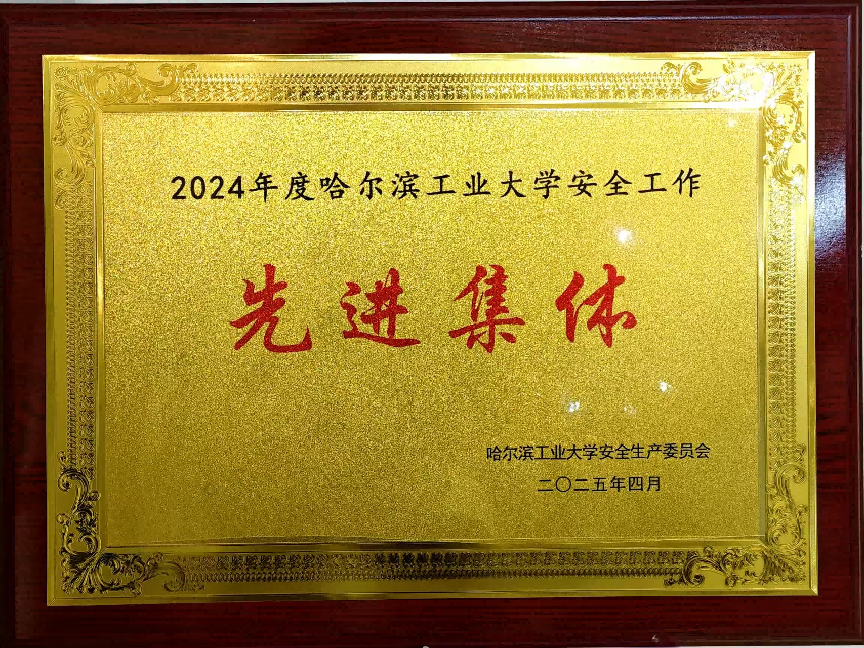 2024年度哈尔滨工业大学安全工作
先进集体
哈尔滨工业大学安全生产委员会
二〇二五年四月